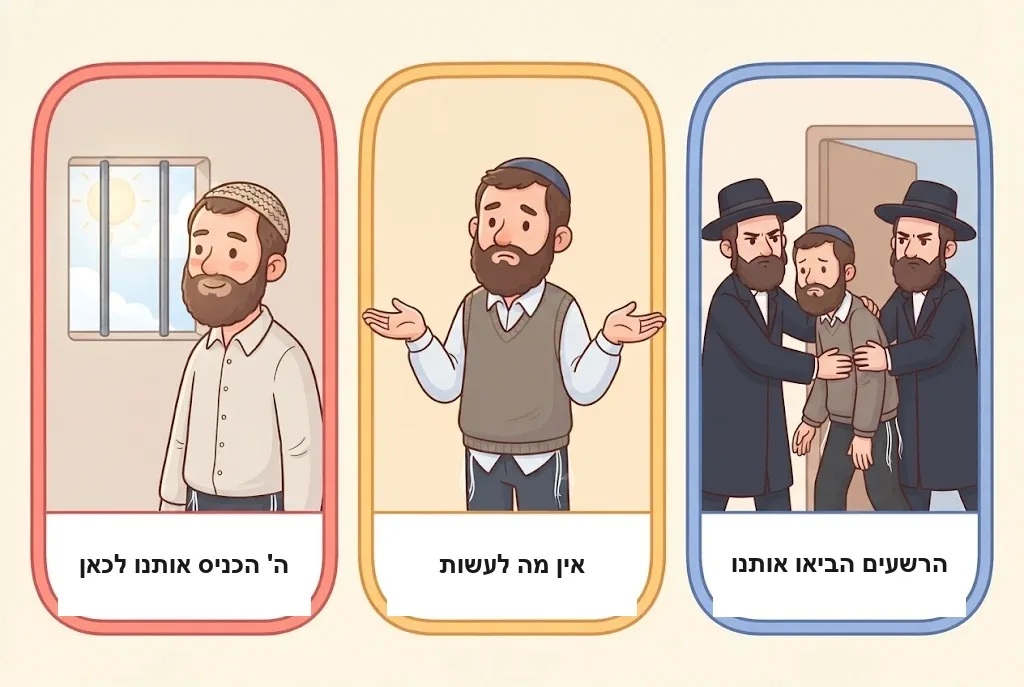 הרשעים הביאו אותנו
אין מה לעשות
ה' הכניס אותנו לכאן